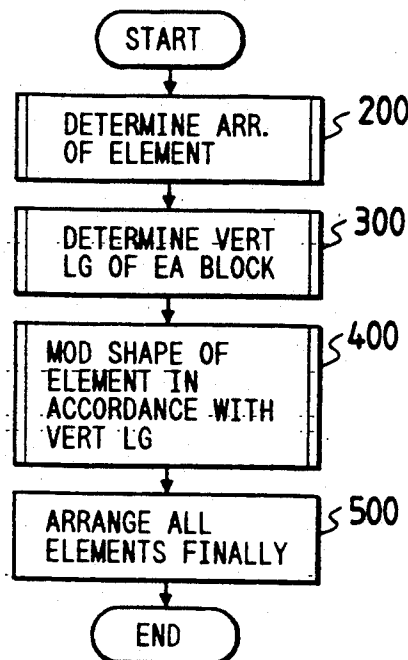 START
DETERMINE ARR.
OF ELEMENT
200
DETERMINE VERT
LG OF EA BLOCK
300
MOD SHAPE OF
ELEMENT IN
ACCORDANCE WITH
VERT LG
400
ARRANGE ALL
ELEMENTS FINALLY
500
END